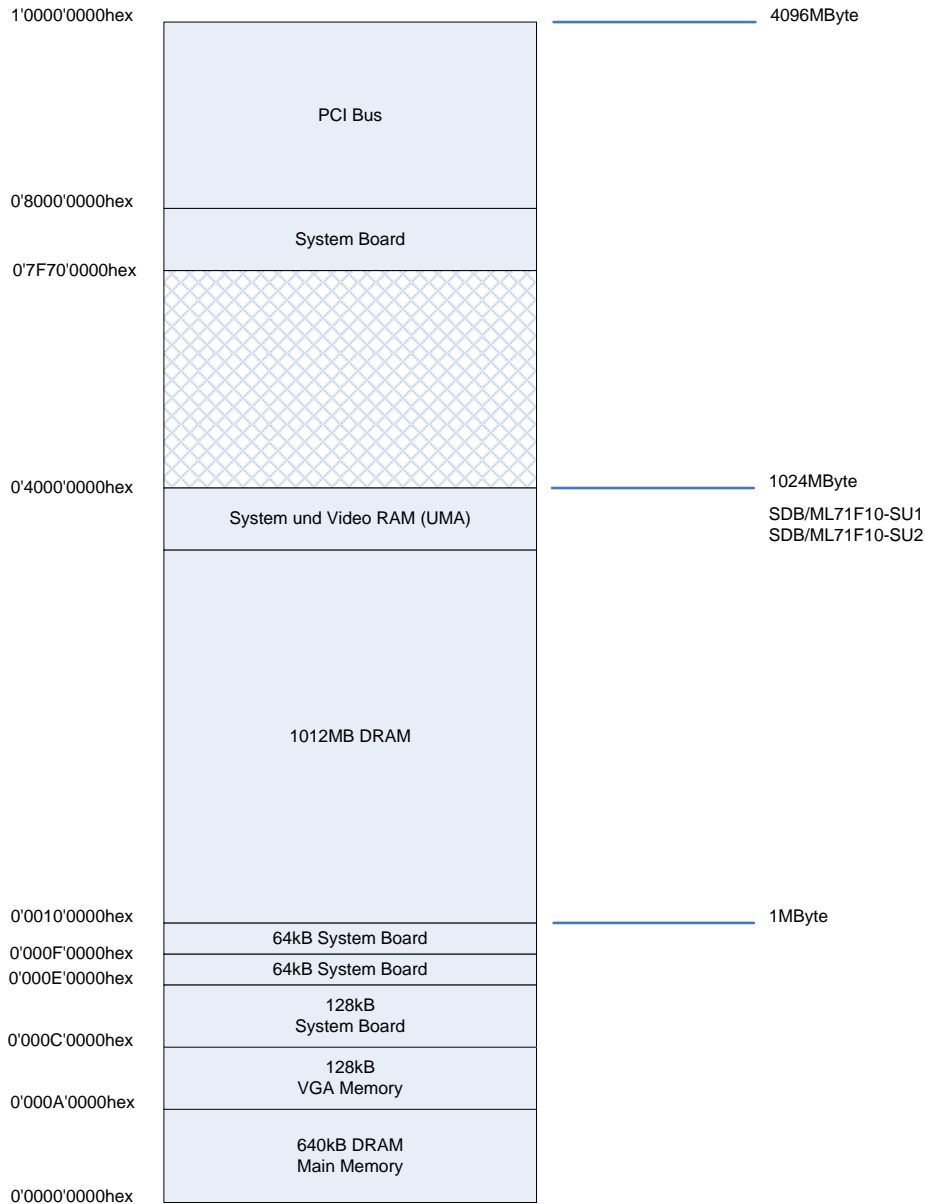 1'0000'0000hex
4096MByte
PCI Bus
0'8000'0000hex
System Board
0'7F70'0000hex
0'4000'0000hex
1024MByte
System und Video RAM (UMA)
SDB/ML71F10-SU1
SDB/ML71F10-SU2
1012MB DRAM
0'0010'0000hex
1MByte
64kB System Board
0'000F'0000hex
64kB System Board
0'000E'0000hex
128kB
System Board
0'000C'0000hex
128kB
VGA Memory
0'000A'0000hex
640kB DRAM
Main Memory
0'0000'0000hex